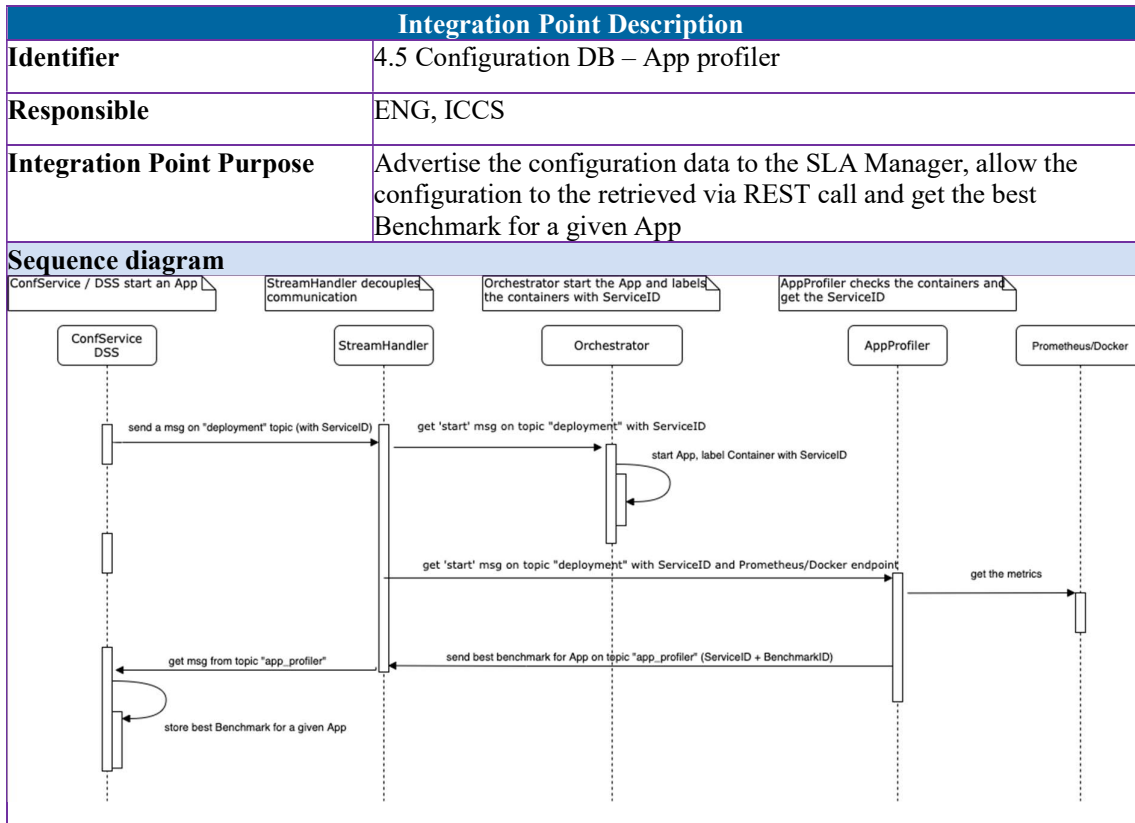 Integration Point Description
Identifier
4.5 Configuration DB – App profiler
Responsible
ENG, ICCS
Integration Point Purpose
Advertise the configuration data to the SLA Manager, allow the
configuration to the retrieved via REST call and get the best
Benchmark for a given App
Sequence diagram
ConfService / DSS start an App
StreamHandler decouples
communication
Orchestrator start the App and labels
the containers with ServiceID
AppProfiler checks the containers and
get the ServiceID
ConfService
DSS
StreamHandler
Orchestrator
AppProfiler
Prometheus/Docker
send a msg on "deployment" topic (with ServiceID)
get 'start' msg on topic "deployment" with ServiceID
start App, label Container with ServiceID
get 'start' msg on topic "deployment" with ServiceID and Prometheus/Docker endpoint
get the metrics
send best benchmark for App on topic "app_profiler" (ServiceID + BenchmarkID)
get msg from topic "app_profiler"
store best Benchmark for a given App